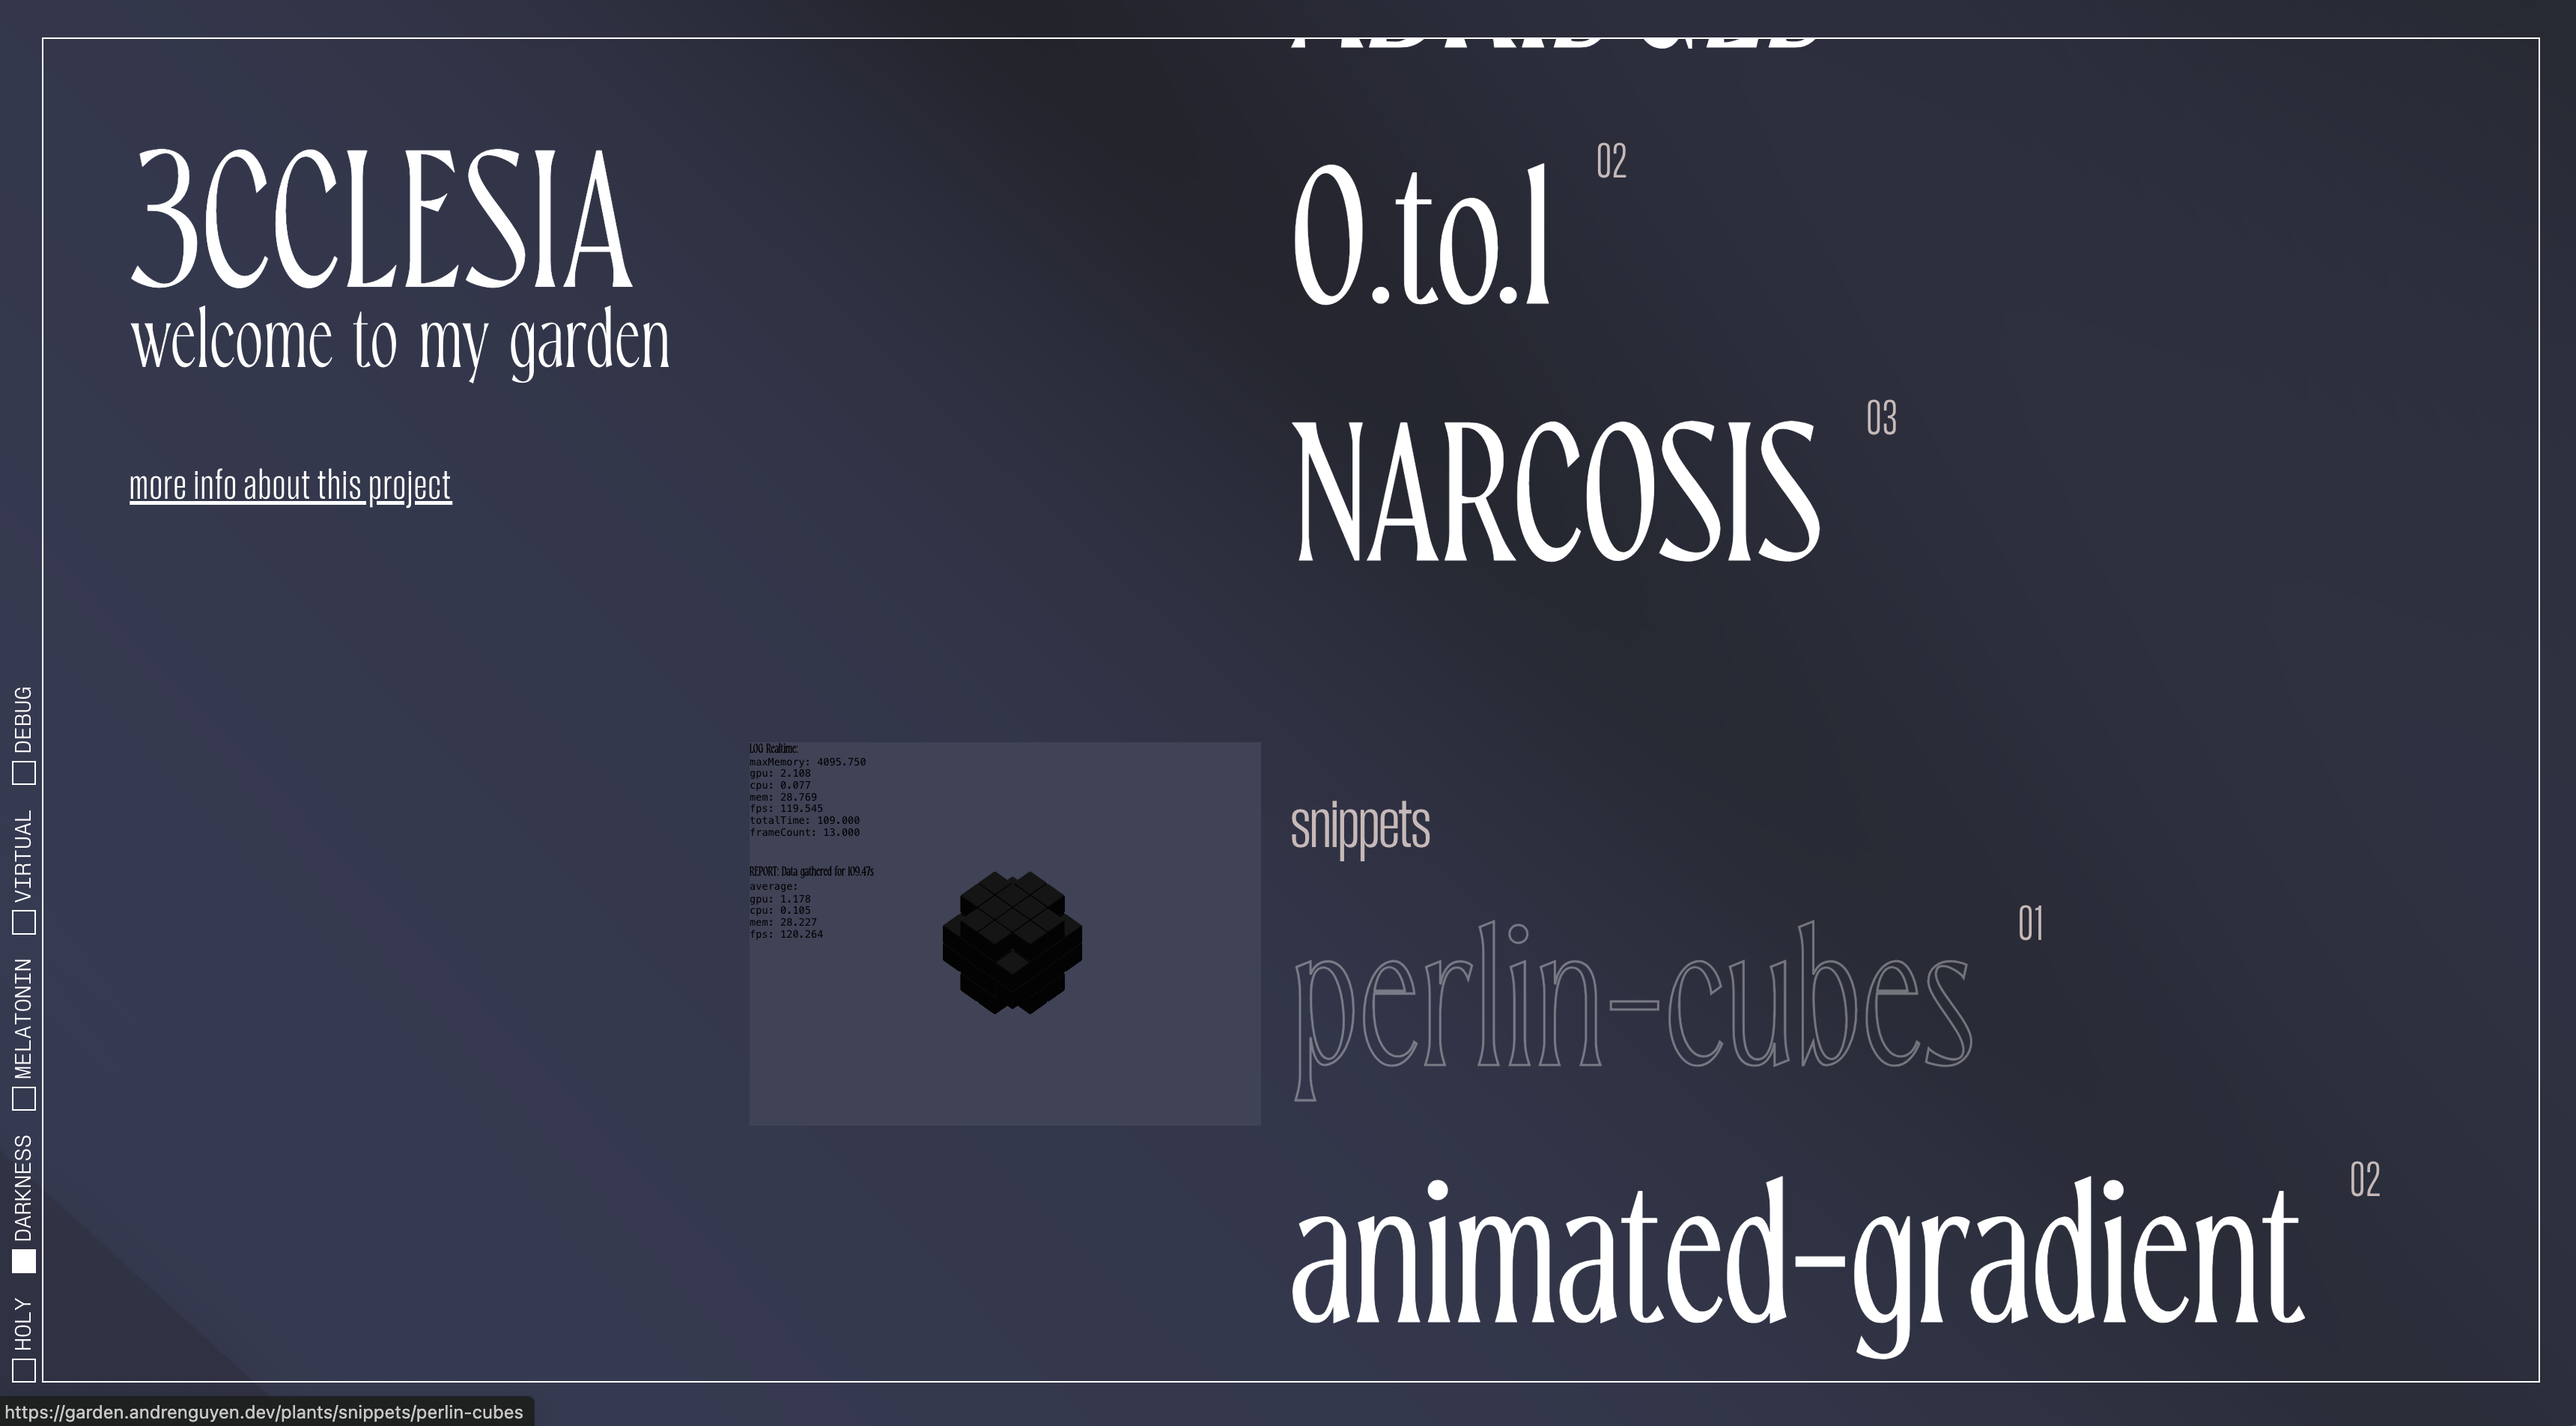 3CCLESIA
welcome to my garden
more info about this project
0.to.1
02
NARCOSIS
03
LOG Realtime:
maxMemory: 4095.750
gpu: 2.108
cpu: 0.077
mem: 28.769
fps: 119.545
totalTime: 109.000
frameCount: 13.000
REPORT: Data gathered for 109.47s
average:
gpu: 1.178
cpu: 0.105
mem: 28.227
fps: 120.264
snippets
perlin-cubes
01
animated-gradient
02
DEBUG
VIRTUAL
MELATONIN
DARKNESS
HOLY
https://garden.andrenguyen.dev/plants/snippets/perlin-cubes